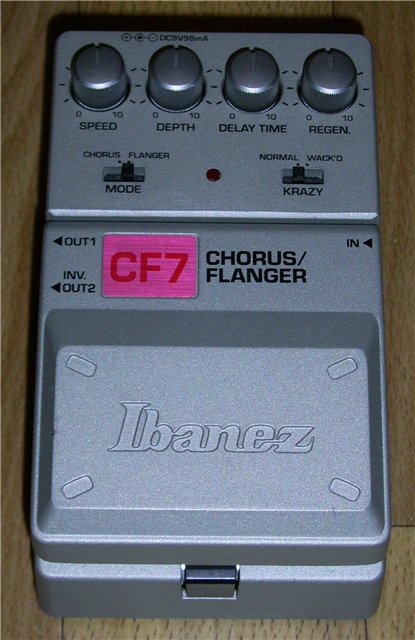 DC9V98mA
0 10 0 10 0 10 0 10
SPEED DEPTH DELAY TIME REGEN.
CHORUS FLANGER NORMAL WACK'D
MODE KRAZY
OUT1 IN
INV.
OUT2
CF7
CHORUS/
FLANGER
Ibanez